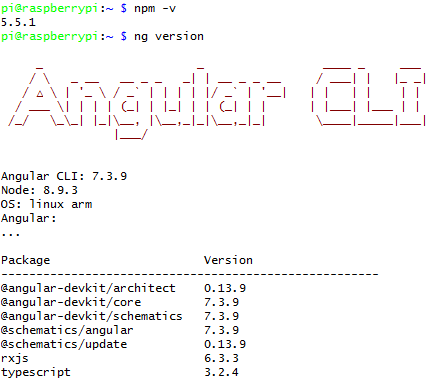 pi@raspberrypi:~ $ npm -v
5.5.1
pi@raspberrypi:~ $ ng version
Angular CLI
Angular CLI: 7.3.9
Node: 8.9.3
OS: linux arm
Angular:
...
Package Version
------------------------------------------------------
@angular-devkit/architect 0.13.9
@angular-devkit/core 7.3.9
@angular-devkit/schematics 7.3.9
@schematics/angular 7.3.9
@schematics/update 0.13.9
rxjs 6.3.3
typescript 3.2.4